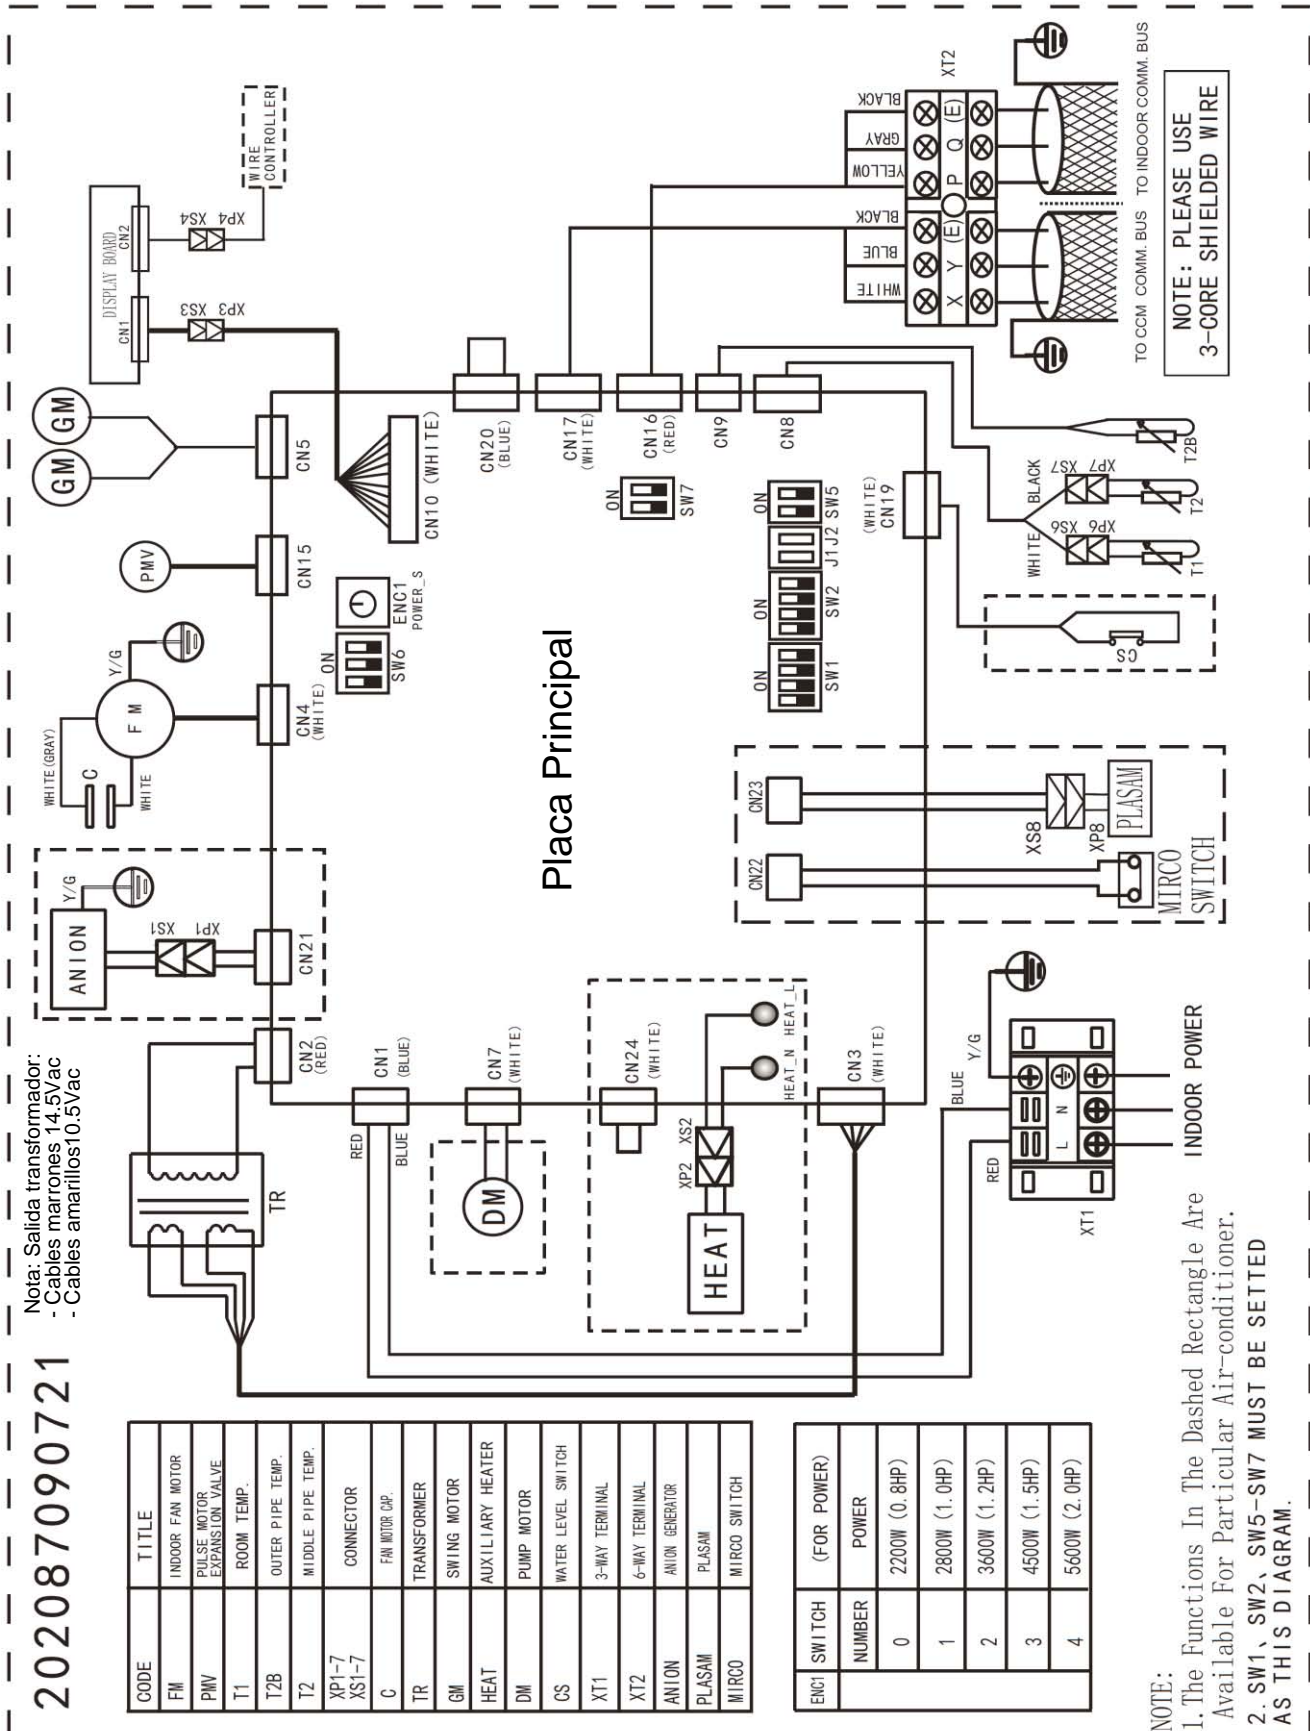 202087090721
Nota: Salida transformador:
- Cables marrones 14.5Vac
- Cables amarillos10.5Vac
ANION
Y/G
XS1 XP1
CN21
WHITE(GRAY)
C
WHITE
F M
Y/G
CN4
(WHITE)
PMV
CN15
GM
GM
CN5
DISPLAY BOARD
CN1
CN2
XS3 XP3
XS4 XP4
WIRE
CONTROLLER
TR
CN2
(RED)
RED
BLUE
CN1
(BLUE)
DM
CN7
(WHITE)
CN24
(WHITE)
HEAT
XP2 XS2
HEAT_N HEAT_L
CN3
(WHITE)
ON
SW6
ENC1
POWER_S
CN10 (WHITE)
Placa Principal
CN20
(BLUE)
CN17
(WHITE)
CN16
(RED)
CN9
CN8
ON
SW7
ON
SW1
ON
SW2
J1J2
ON
SW5
(WHITE)
CN19
WHITE
BLUE
BLACK
YELLOW
GRAY
BLACK
X Y (E) P Q (E)
XT2
TO CCM COMM. BUS
TO INDOOR COMM. BUS
NOTE: PLEASE USE
3-CORE SHIELDED WIRE
CN22
CN23
XS8
XP8
PLASAM
MIRCO
SWITCH
CS
WHITE
BLACK
XS6 XP6
XS7 XP7
T1
T2
T2B
RED
BLUE
Y/G
L N
XT1
INDOOR POWER
CODE TITLE
FM INDOOR FAN MOTOR
PMV PULSE MOTOR
EXPANSION VALVE
T1 ROOM TEMP.
T2B OUTER PIPE TEMP.
T2 MIDDLE PIPE TEMP.
XP1-7
XS1-7 CONNECTOR
C FAN MOTOR CAP.
TR TRANSFORMER
GM SWING MOTOR
HEAT AUXILIARY HEATER
DM PUMP MOTOR
CS WATER LEVEL SWITCH
XT1 3-WAY TERMINAL
XT2 6-WAY TERMINAL
ANION ANION GENERATOR
PLASAM PLASAM
MIRCO MIRCO SWITCH
ENC1 SWITCH (FOR POWER)
NUMBER POWER
0 2200W (0.8HP)
1 2800W (1.0HP)
2 3600W (1.2HP)
3 4500W (1.5HP)
4 5600W (2.0HP)
NOTE:
1. The Functions In The Dashed Rectangle Are
Available For Particular Air-conditioner.
2. SW1、SW2、SW5-SW7 MUST BE SETTED
AS THIS DIAGRAM.